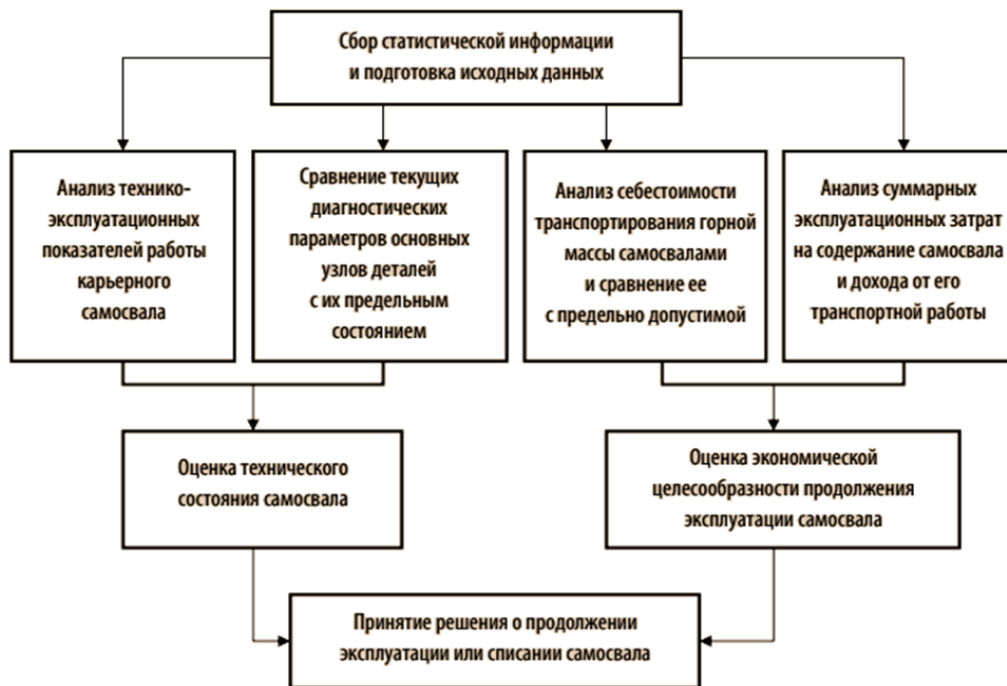 Сбор статистической информации
и подготовка исходных данных
Анализ технико-
эксплуатационных
показателей работы
карьерного
самосвала
Сравнение текущих
диагностических
параметров основных
узлов деталей
с их предельным
состоянием
Анализ себестоимости
транспортирования горной
массы самосвалами
и сравнение ее
с предельно допустимой
Анализ суммарных
эксплуатационных затрат
на содержание самосвала
и дохода от его
транспортной работы
Оценка технического
состояния самосвала
Оценка экономической
целесообразности продолжения
эксплуатации самосвала
Принятие решения о продолжении
эксплуатации или списании самосвала